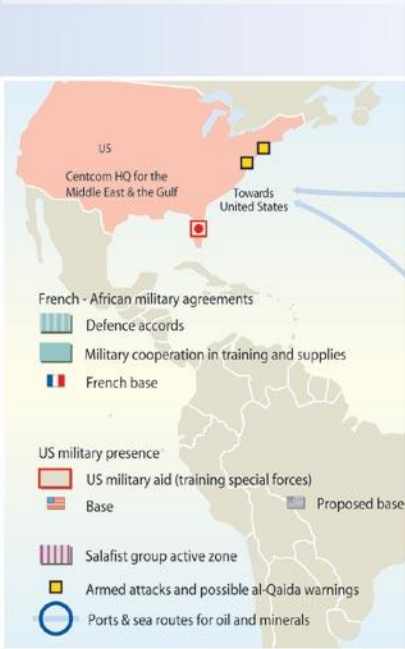 US
Centcom HQ for the
Middle East & the Gulf
Towards
United States
French - African military agreements
Defence accords
Military cooperation in training and supplies
French base
US military presence
US military aid (training special forces)
Base
Proposed base
Salafist group active zone
Armed attacks and possible al-Qaida warnings
Ports & sea routes for oil and minerals